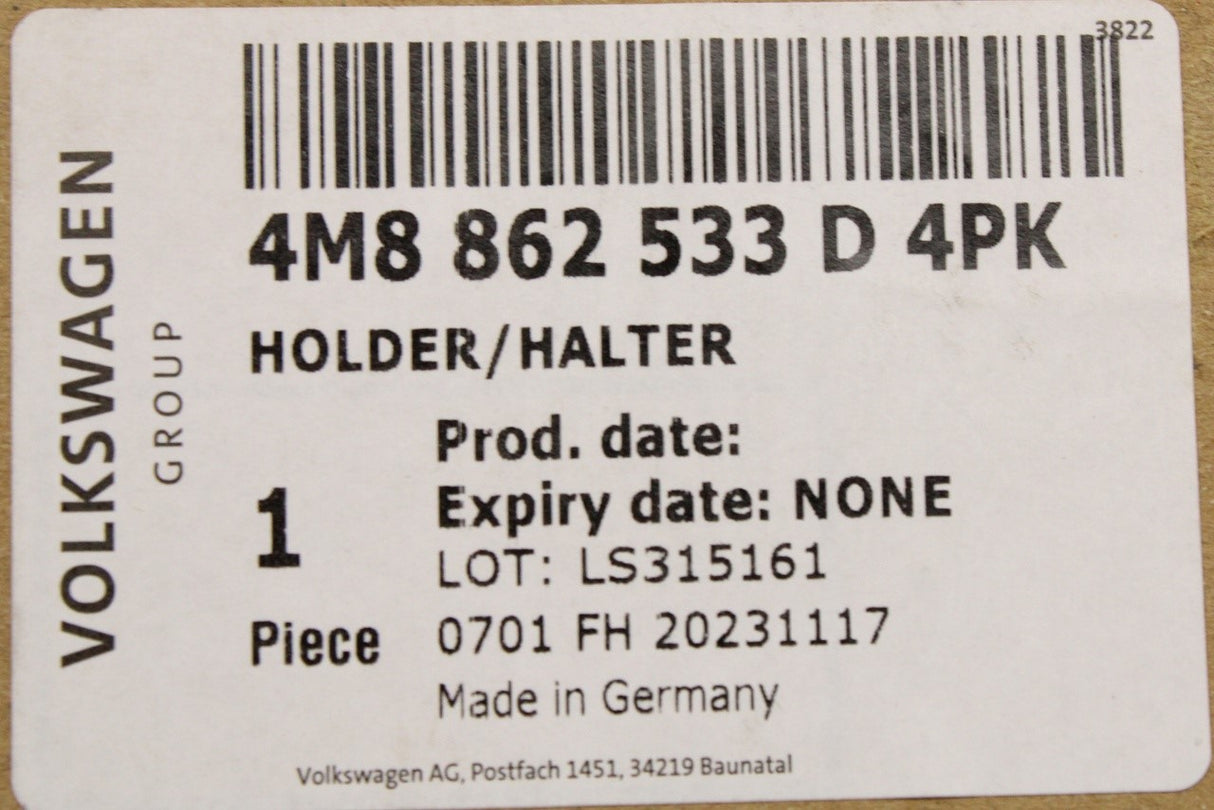 3822
4M8 862 533 D 4PK
HOLDER/HALTER
Prod. date:
Expiry date: NONE
1
LOT: LS315161
Piece
0701 FH 20231117
Made in Germany
Volkswagen AG, Postfach 1451, 34219 Baunatal
VOLKSWAGEN
GROUP